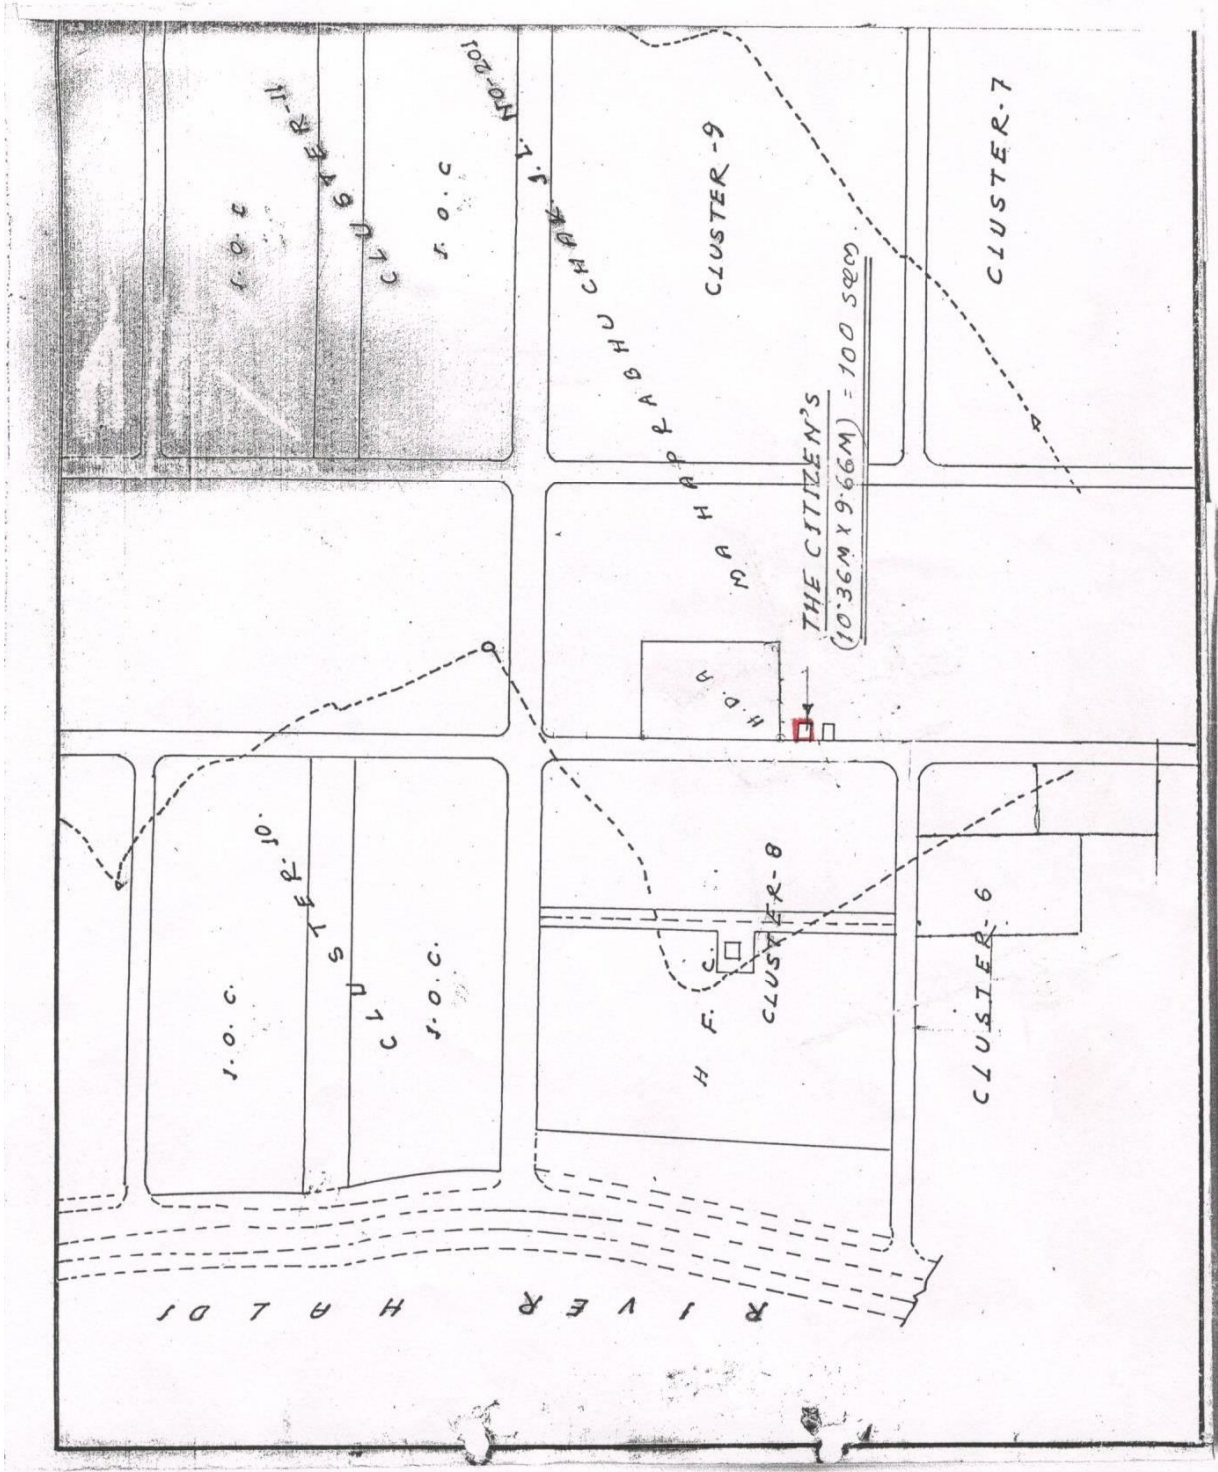 CLUSTER-11
I.O.C
I.O.C
MAHAPRABHU CHAK J.L. NO-201
CLUSTER-9
CLUSTER-7
THE CITIZEN'S
(10.36M X 9.66M) = 100 SQM.
H.D.A
CLUSTER-10.
I.O.C.
I.O.C.
H.F.C.
CLUSTER-8
CLUSTER-6
RIVER HALDI